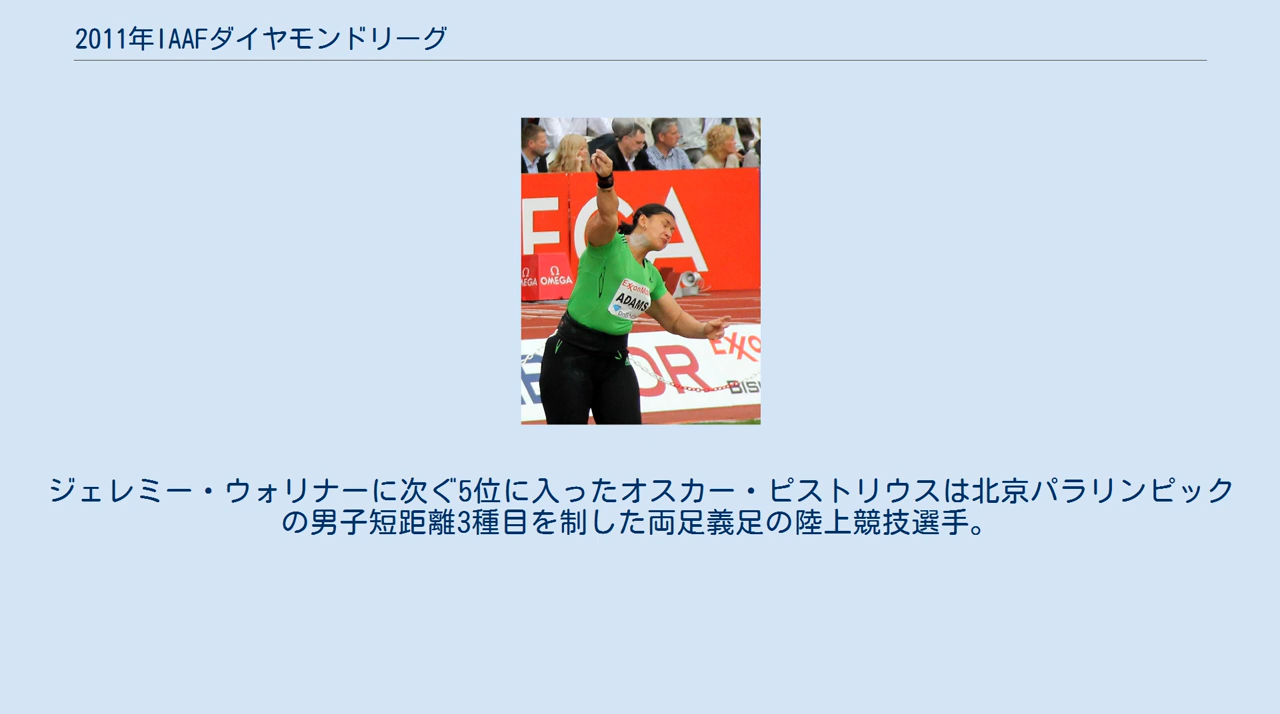 2011年IAAFダイヤモンドリーグ
OMEGA
ADAMS
ジェレミー・ウォリナーに次ぐ5位に入ったオスカー・ピストリウスは北京パラリンピック
の男子短距離3種目を制した両足義足の陸上競技選手。